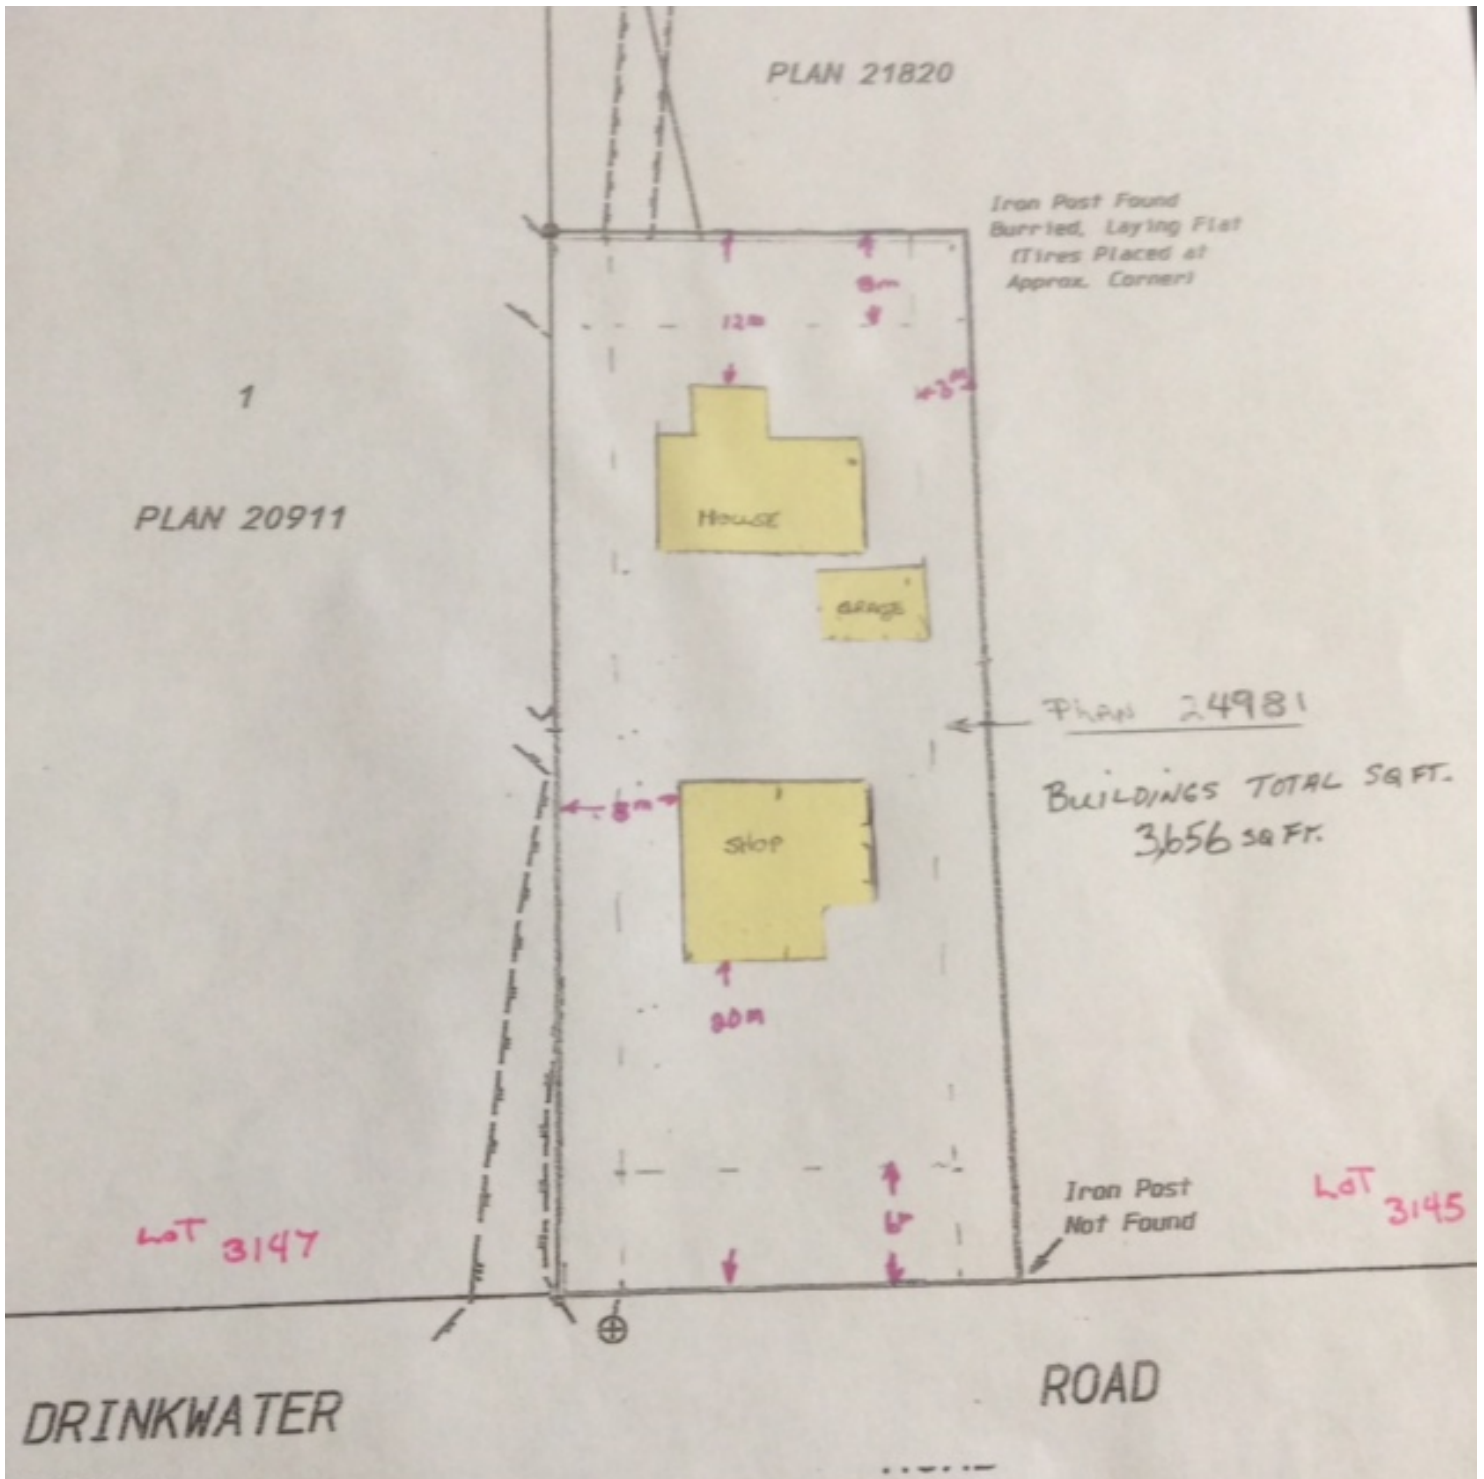 PLAN 21820
Iron Post Found
Burried, Laying Flat
(Tires Placed at
Approx. Corner)
8m
12m
3m
1
PLAN 20911
HOUSE
GRAGE
PLAN 24981
BUILDINGS TOTAL SQ FT.
3,656 SQ FT.
8m
SHOP
20m
Iron Post
Not Found
LOT 3145
LOT 3147
DRINKWATER ROAD